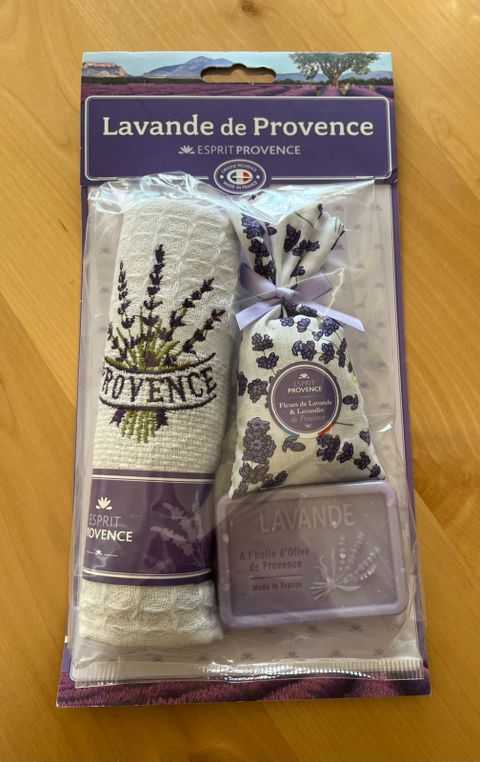 Lavande de Provence
ESPRIT PROVENCE
MADE IN FRANCE
PROVENCE
ESPRIT
PROVENCE
Fleurs de Lavande
& Lavandin
de Provence
ESPRIT
PROVENCE
LAVANDE
A l'huile d'Olive
de Provence
Made in France